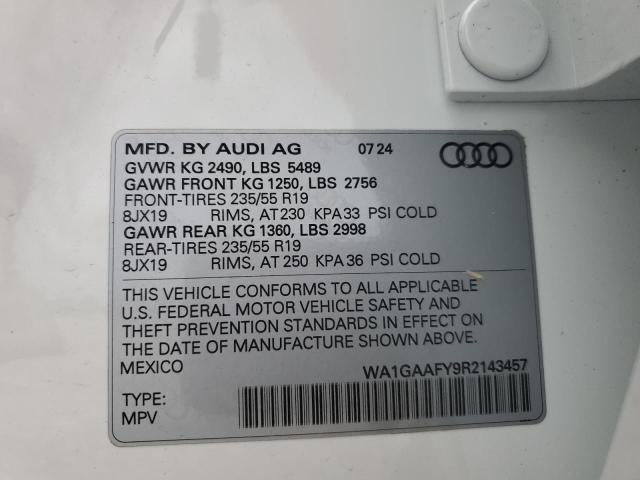 MFD. BY AUDI AG 07 24
GVWR KG 2490, LBS 5489
GAWR FRONT KG 1250, LBS 2756
FRONT-TIRES 235/55 R19
8JX19 RIMS, AT 230 KPA 33 PSI COLD
GAWR REAR KG 1360, LBS 2998
REAR-TIRES 235/55 R19
8JX19 RIMS, AT 250 KPA 36 PSI COLD
THIS VEHICLE CONFORMS TO ALL APPLICABLE
U.S. FEDERAL MOTOR VEHICLE SAFETY AND
THEFT PREVENTION STANDARDS IN EFFECT ON
THE DATE OF MANUFACTURE SHOWN ABOVE.
MEXICO
WA1GAAFY9R2143457
TYPE:
MPV